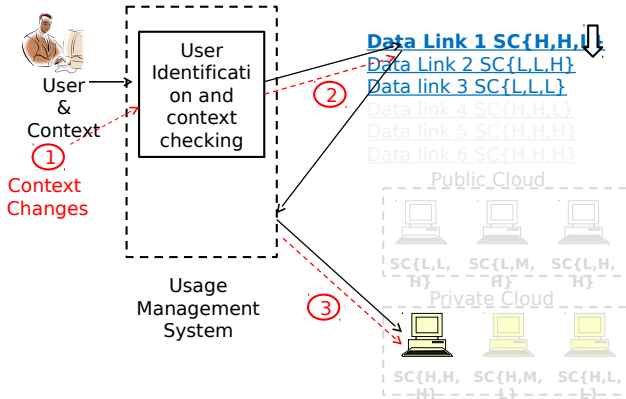 User
Identificati
on and
context
checking
User
&
Context
1
Context
Changes
2
Data Link 1 SC{H,H,L}
Data Link 2 SC{L,L,H}
Data link 3 SC{L,L,L}
Data link 4 SC{H,H,L}
Data link 5 SC{H,H,H}
Data link 6 SC{H,H,H}
Public Cloud
SC{L,L,
H}
SC{L,M,
H}
SC{L,H,
H}
Usage
Management
System
3
Private Cloud
SC{H,H,
H}
SC{H,M,
L}
SC{H,L,
L}